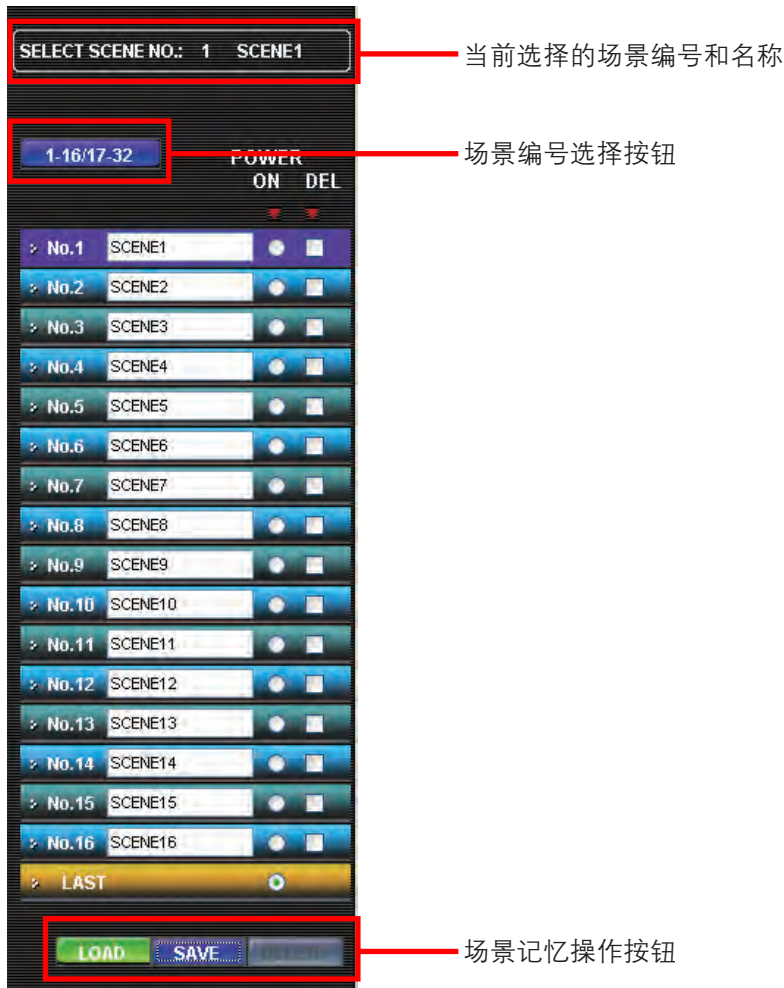 SELECT SCENE NO.: 1 SCENE1
当前选择的场景编号和名称
1-16/17-32
场景编号选择按钮
POWER
ON DEL
No.1 SCENE1
No.2 SCENE2
No.3 SCENE3
No.4 SCENE4
No.5 SCENE5
No.6 SCENE6
No.7 SCENE7
No.8 SCENE8
No.9 SCENE9
No.10 SCENE10
No.11 SCENE11
No.12 SCENE12
No.13 SCENE13
No.14 SCENE14
No.15 SCENE15
No.16 SCENE16
LAST
LOAD SAVE DELETE
场景记忆操作按钮